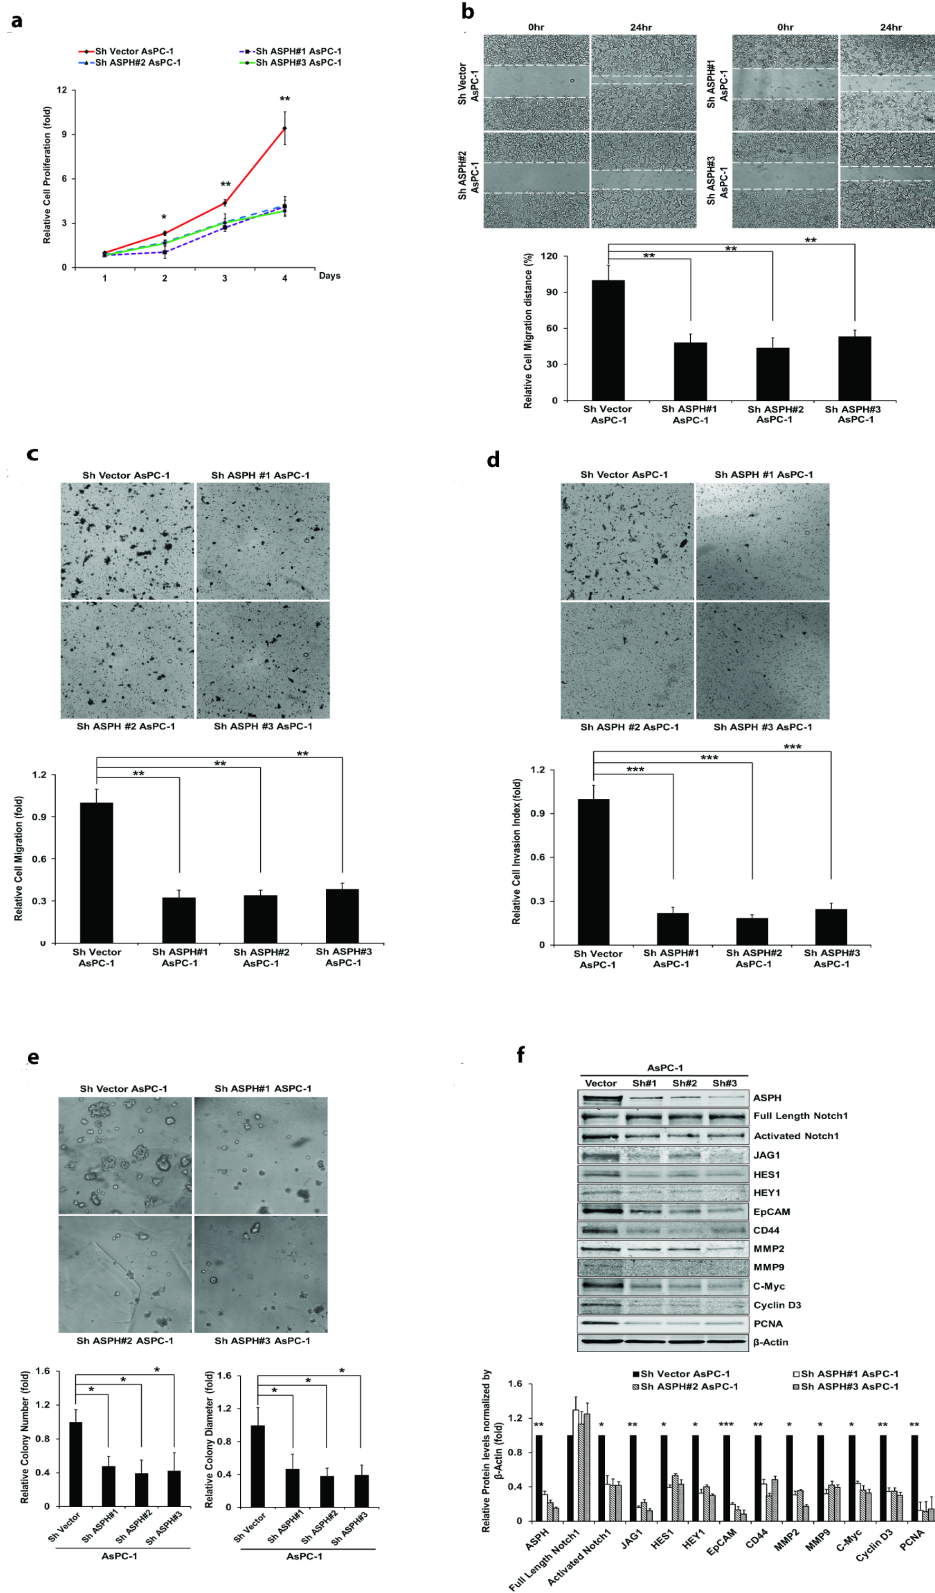 a
Sh Vector AsPC-1
Sh ASPH#1 AsPC-1
Sh ASPH#2 AsPC-1
Sh ASPH#3 AsPC-1
Relative Cell Proliferation (fold)
12
9
6
3
0
*
**
**
1
2
3
4
Days
b
0hr
24hr
0hr
24hr
Sh Vector
AsPC-1
Sh ASPH#1
AsPC-1
Sh ASPH#2
AsPC-1
Sh ASPH#3
AsPC-1
Relative Cell Migration distance (%)
120
90
60
30
0
**
**
**
Sh Vector
AsPC-1
Sh ASPH#1
AsPC-1
Sh ASPH#2
AsPC-1
Sh ASPH#3
AsPC-1
c
Sh Vector AsPC-1
Sh ASPH #1 AsPC-1
Sh ASPH #2 AsPC-1
Sh ASPH #3 AsPC-1
Relative Cell Migration (fold)
1.2
0.9
0.6
0.3
0
**
**
**
Sh Vector
AsPC-1
Sh ASPH#1
AsPC-1
Sh ASPH#2
AsPC-1
Sh ASPH#3
AsPC-1
d
Sh Vector AsPC-1
Sh ASPH #1 AsPC-1
Sh ASPH #2 AsPC-1
Sh ASPH #3 AsPC-1
Relative Cell Invasion Index (fold)
1.2
0.9
0.6
0.3
0
***
***
***
Sh Vector
AsPC-1
Sh ASPH#1
AsPC-1
Sh ASPH#2
AsPC-1
Sh ASPH#3
AsPC-1
e
Sh Vector AsPC-1
Sh ASPH#1 ASPC-1
Sh ASPH#2 ASPC-1
Sh ASPH#3 ASPC-1
Relative Colony Number (fold)
1.6
1.2
0.8
0.4
0
*
*
*
Sh Vector
Sh ASPH#1
Sh ASPH#2
Sh ASPH#3
AsPC-1
Relative Colony Diameter (fold)
1.6
1.2
0.8
0.4
0
*
*
*
Sh Vector
Sh ASPH#1
Sh ASPH#2
Sh ASPH#3
AsPC-1
f
AsPC-1
Vector Sh#1 Sh#2 Sh#3
ASPH
Full Length Notch1
Activated Notch1
JAG1
HES1
HEY1
EpCAM
CD44
MMP2
MMP9
C-Myc
Cyclin D3
PCNA
β-Actin
Sh Vector AsPC-1
Sh ASPH#1 AsPC-1
Sh ASPH#2 AsPC-1
Sh ASPH#3 AsPC-1
Relative Protein levels normalized by
β-Actin (fold)
1.6
1.2
0.8
0.4
0
** * ** * * *** ** * * * ** **
ASPH
Full Length Notch1
Activated Notch1
JAG1
HES1
HEY1
EpCAM
CD44
MMP2
MMP9
C-Myc
Cyclin D3
PCNA